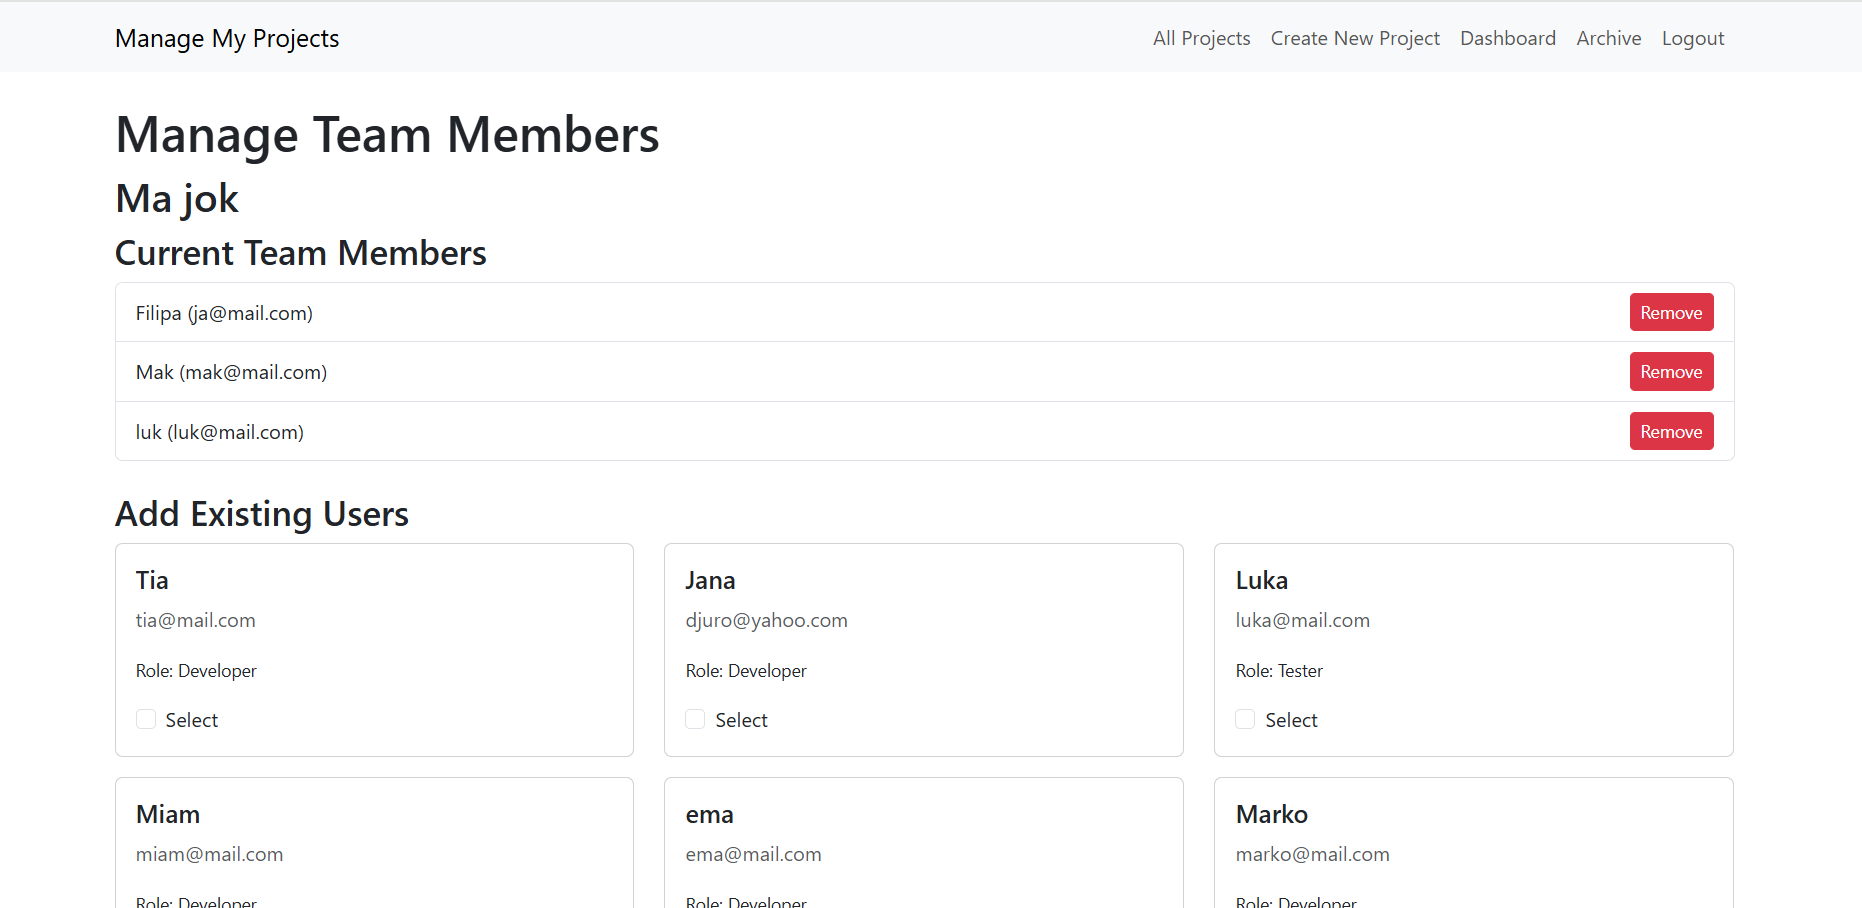 Manage My Projects All Projects Create New Project Dashboard Archive Logout
Manage Team Members
Ma jok
Current Team Members
Filipa (ja@mail.com) Remove
Mak (mak@mail.com) Remove
luk (luk@mail.com) Remove
Add Existing Users
Tia
tia@mail.com
Role: Developer
Select
Jana
djuro@yahoo.com
Role: Developer
Select
Luka
luka@mail.com
Role: Tester
Select
Miam
miam@mail.com
Role: Developer
ema
ema@mail.com
Role: Developer
Marko
marko@mail.com
Role: Developer